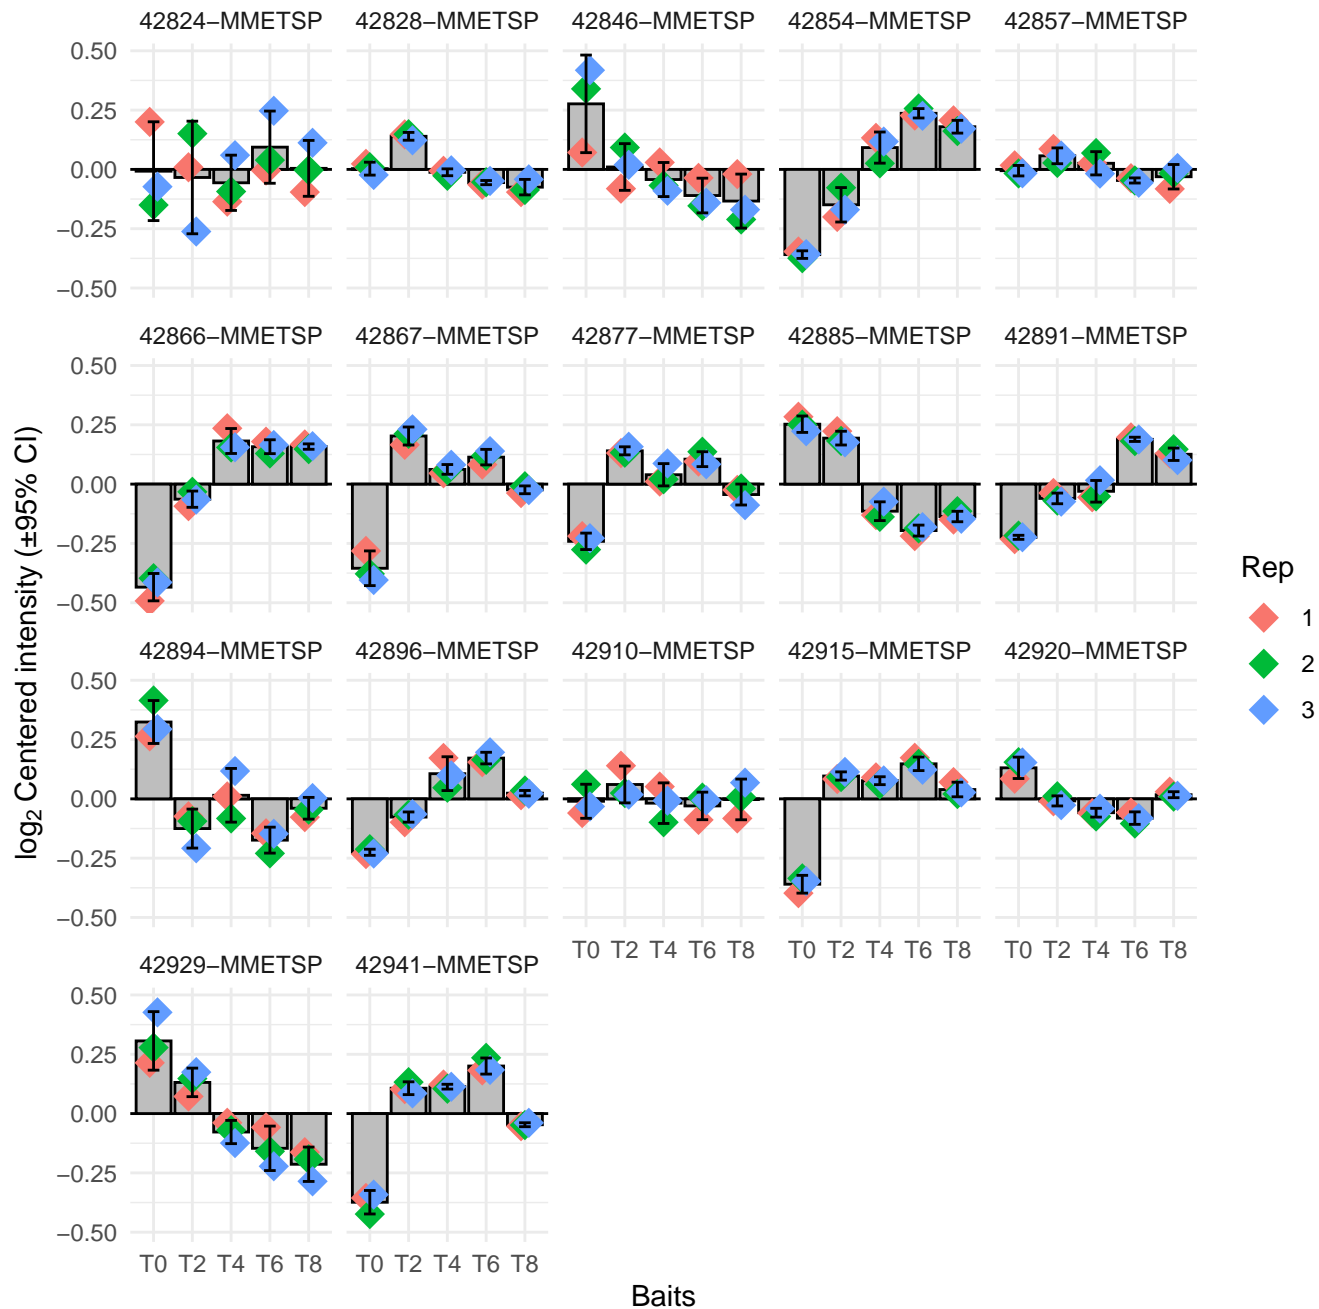 42824−MMETSP 42828−MMETSP 42846−MMETSP 42854−MMETSP 42857−MMETSP
0.50
0.25
0.00
−0.25
−0.50
42866−MMETSP 42867−MMETSP 42877−MMETSP 42885−MMETSP 42891−MMETSP
0.50
0.25
0.00
−0.25
−0.50
42894−MMETSP 42896−MMETSP 42910−MMETSP 42915−MMETSP 42920−MMETSP
0.50
0.25
0.00
−0.25
−0.50
T0 T2 T4 T6 T8 T0 T2 T4 T6 T8 T0 T2 T4 T6 T8
42929−MMETSP 42941−MMETSP
0.50
0.25
0.00
−0.25
−0.50
T0 T2 T4 T6 T8 T0 T2 T4 T6 T8
Baits
log₂ Centered intensity (±95% CI)
Rep
1
2
3